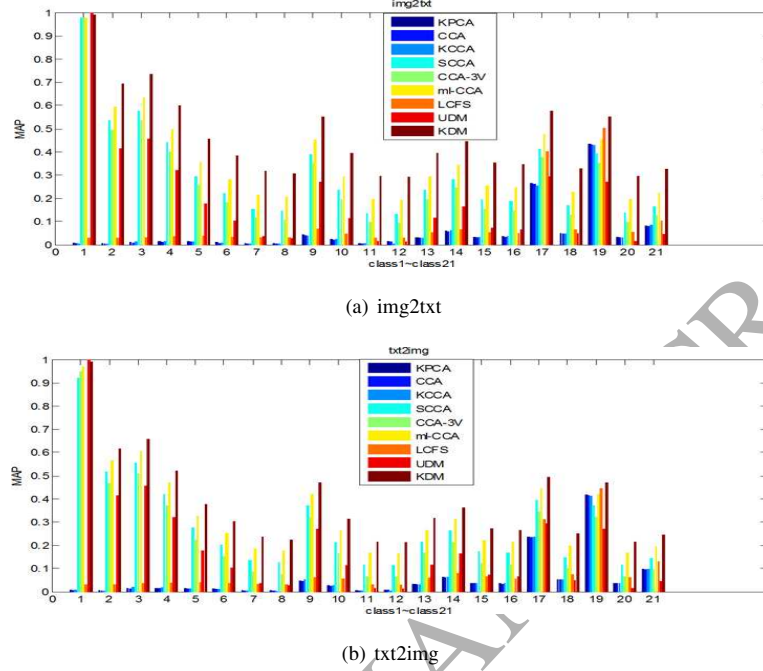 img2txt
1
0.9
0.8
0.7
0.6
0.5
0.4
0.3
0.2
0.1
0
MAP
KPCA
CCA
KCCA
SCCA
CCA-3V
ml-CCA
LCFS
UDM
KDM
0 1 2 3 4 5 6 7 8 9 10 11 12 13 14 15 16 17 18 19 20 21
class1~class21
(a) img2txt
txt2img
1
0.9
0.8
0.7
0.6
0.5
0.4
0.3
0.2
0.1
0
MAP
KPCA
CCA
KCCA
SCCA
CCA-3V
ml-CCA
LCFS
UDM
KDM
0 1 2 3 4 5 6 7 8 9 10 11 12 13 14 15 16 17 18 19 20 21
class1~class21
(b) txt2img